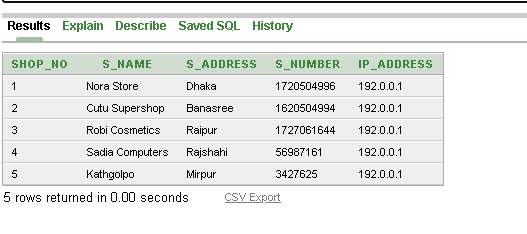 Results Explain Describe Saved SQL History
SHOP_NO S_NAME S_ADDRESS S_NUMBER IP_ADDRESS
1 Nora Store Dhaka 1720504996 192.0.0.1
2 Cutu Supershop Banasree 1620504994 192.0.0.1
3 Robi Cosmetics Raipur 1727061644 192.0.0.1
4 Sadia Computers Rajshahi 56987161 192.0.0.1
5 Kathgolpo Mirpur 3427625 192.0.0.1
5 rows returned in 0.00 seconds CSV Export